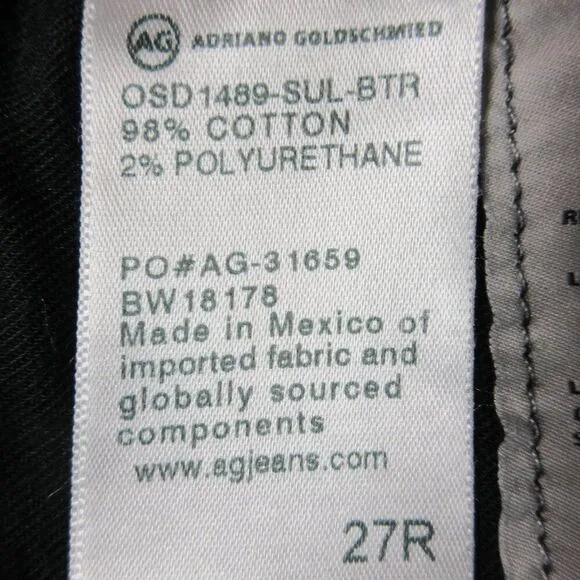 AG ADRIANO GOLDSCHMIED
OSD1489-SUL-BTR
98% COTTON
2% POLYURETHANE
PO#AG-31659
BW18178
Made in Mexico of
imported fabric and
globally sourced
components
www.agjeans.com
27R